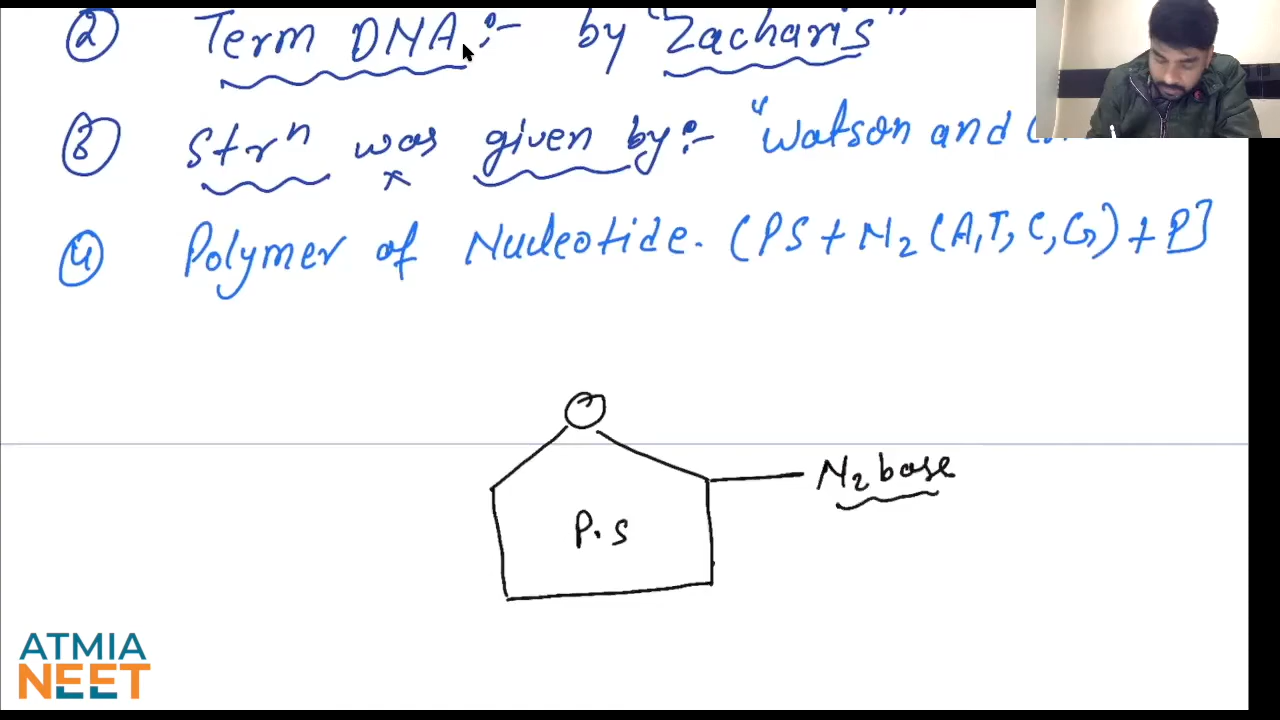 ② Term DNA :- by "Zacharis"
③ Strⁿ was given by :- "Watson and
④ Polymer of Nucleotide. (PS + N₂ (A,T, C, G) + P]
O
N₂ base
P.S
ATMIA
NEET